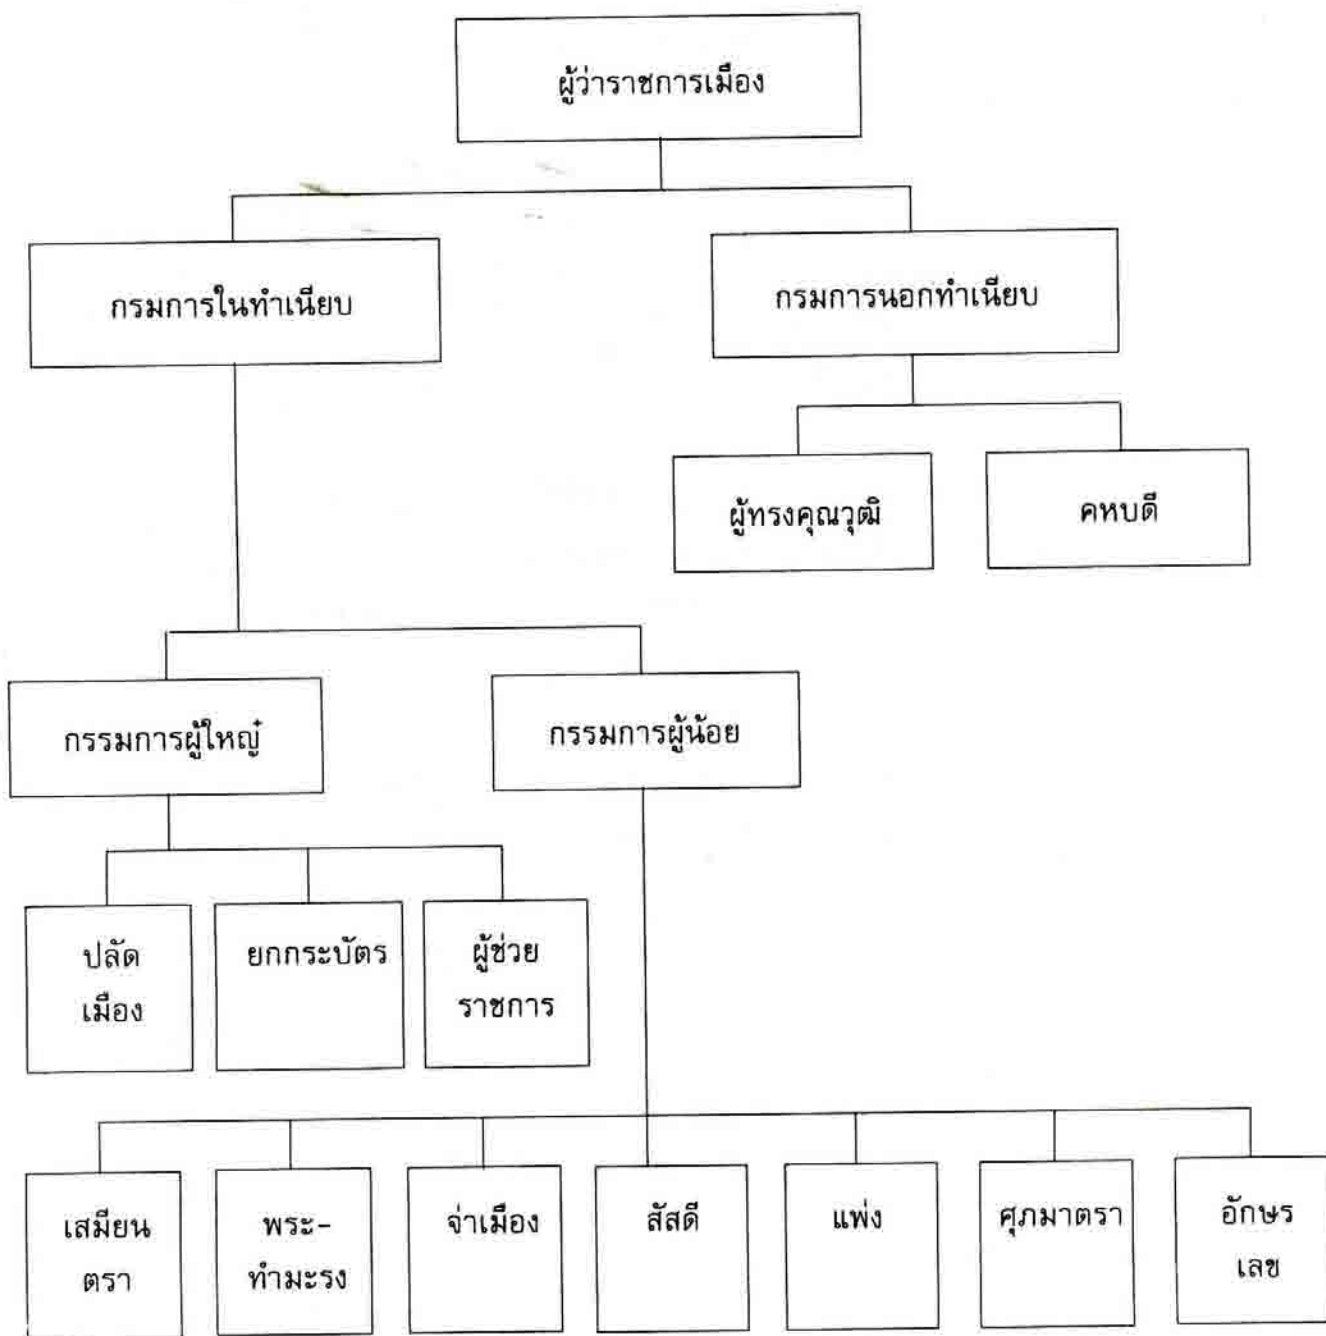 ผู้ว่าราชการเมือง
กรมการในทำเนียบ
กรมการนอกทำเนียบ
ผู้ทรงคุณวุฒิ
คหบดี
กรรมการผู้ใหญ่
กรรมการผู้น้อย
ปลัด
เมือง
ยกกระบัตร
ผู้ช่วย
ราชการ
เสมียน
ตรา
พระ-
ทำมะรง
จ่าเมือง
สัสดี
แพ่ง
ศุภมาตรา
อักษร
เลข